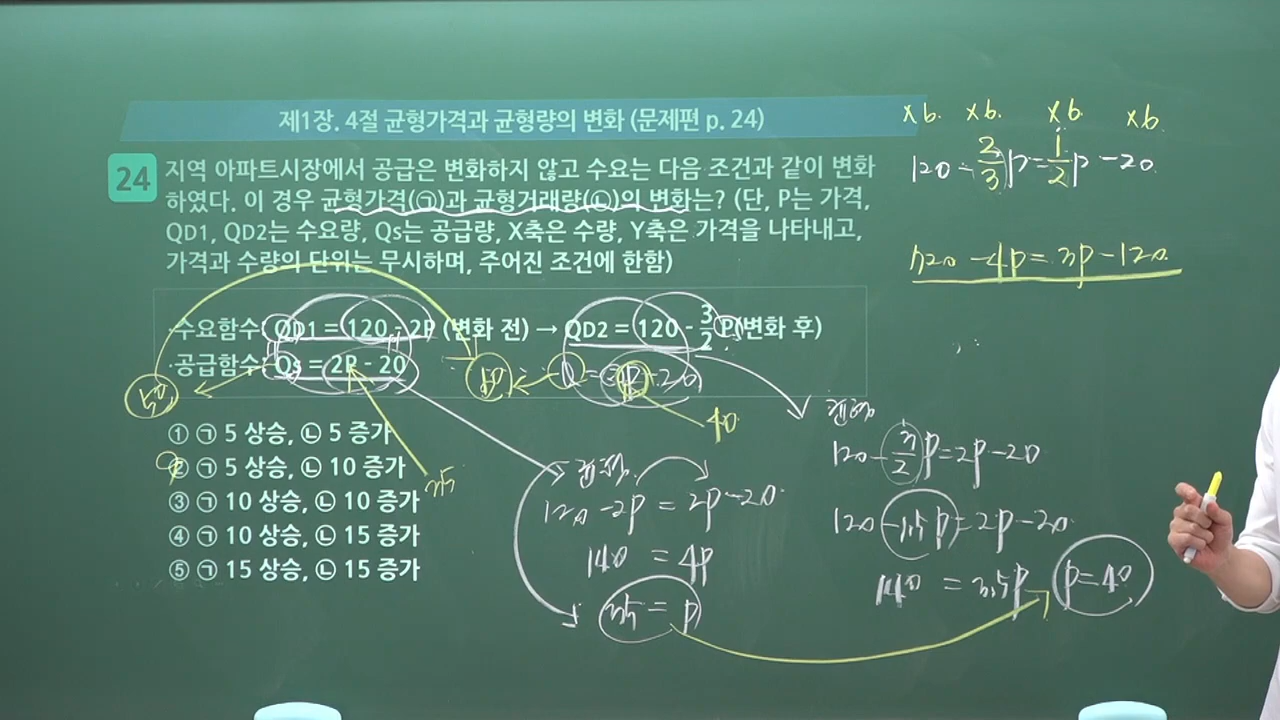 제1장. 4절 균형가격과 균형량의 변화 (문제편 p. 24)
24 지역 아파트시장에서 공급은 변화하지 않고 수요는 다음 조건과 같이 변화
하였다. 이 경우 균형가격(㉠)과 균형거래량(㉡)의 변화는? (단, P는 가격,
QD1, QD2는 수요량, Qs는 공급량, X축은 수량, Y축은 가격을 나타내고,
가격과 수량의 단위는 무시하며, 주어진 조건에 한함)
·수요함수: QD1 = 120 - 2P (변화 전) → QD2 = 120 - 3/2 P(변화 후)
·공급함수: Qs = 2P - 20
50
40
35
① ㉠ 5 상승, ㉡ 5 증가
② ㉠ 5 상승, ㉡ 10 증가
③ ㉠ 10 상승, ㉡ 10 증가
④ ㉠ 10 상승, ㉡ 15 증가
⑤ ㉠ 15 상승, ㉡ 15 증가
120 - 2P = 2P - 20
140 = 4P
35 = P
120 - 3/2 P = 2P - 20
120 - 1.5P = 2P - 20
140 = 3.5P
P = 40
×6. ×6. ×6 ×6.
120 - 2/3 P = 1/2 P - 20
720 - 4P = 3P - 120